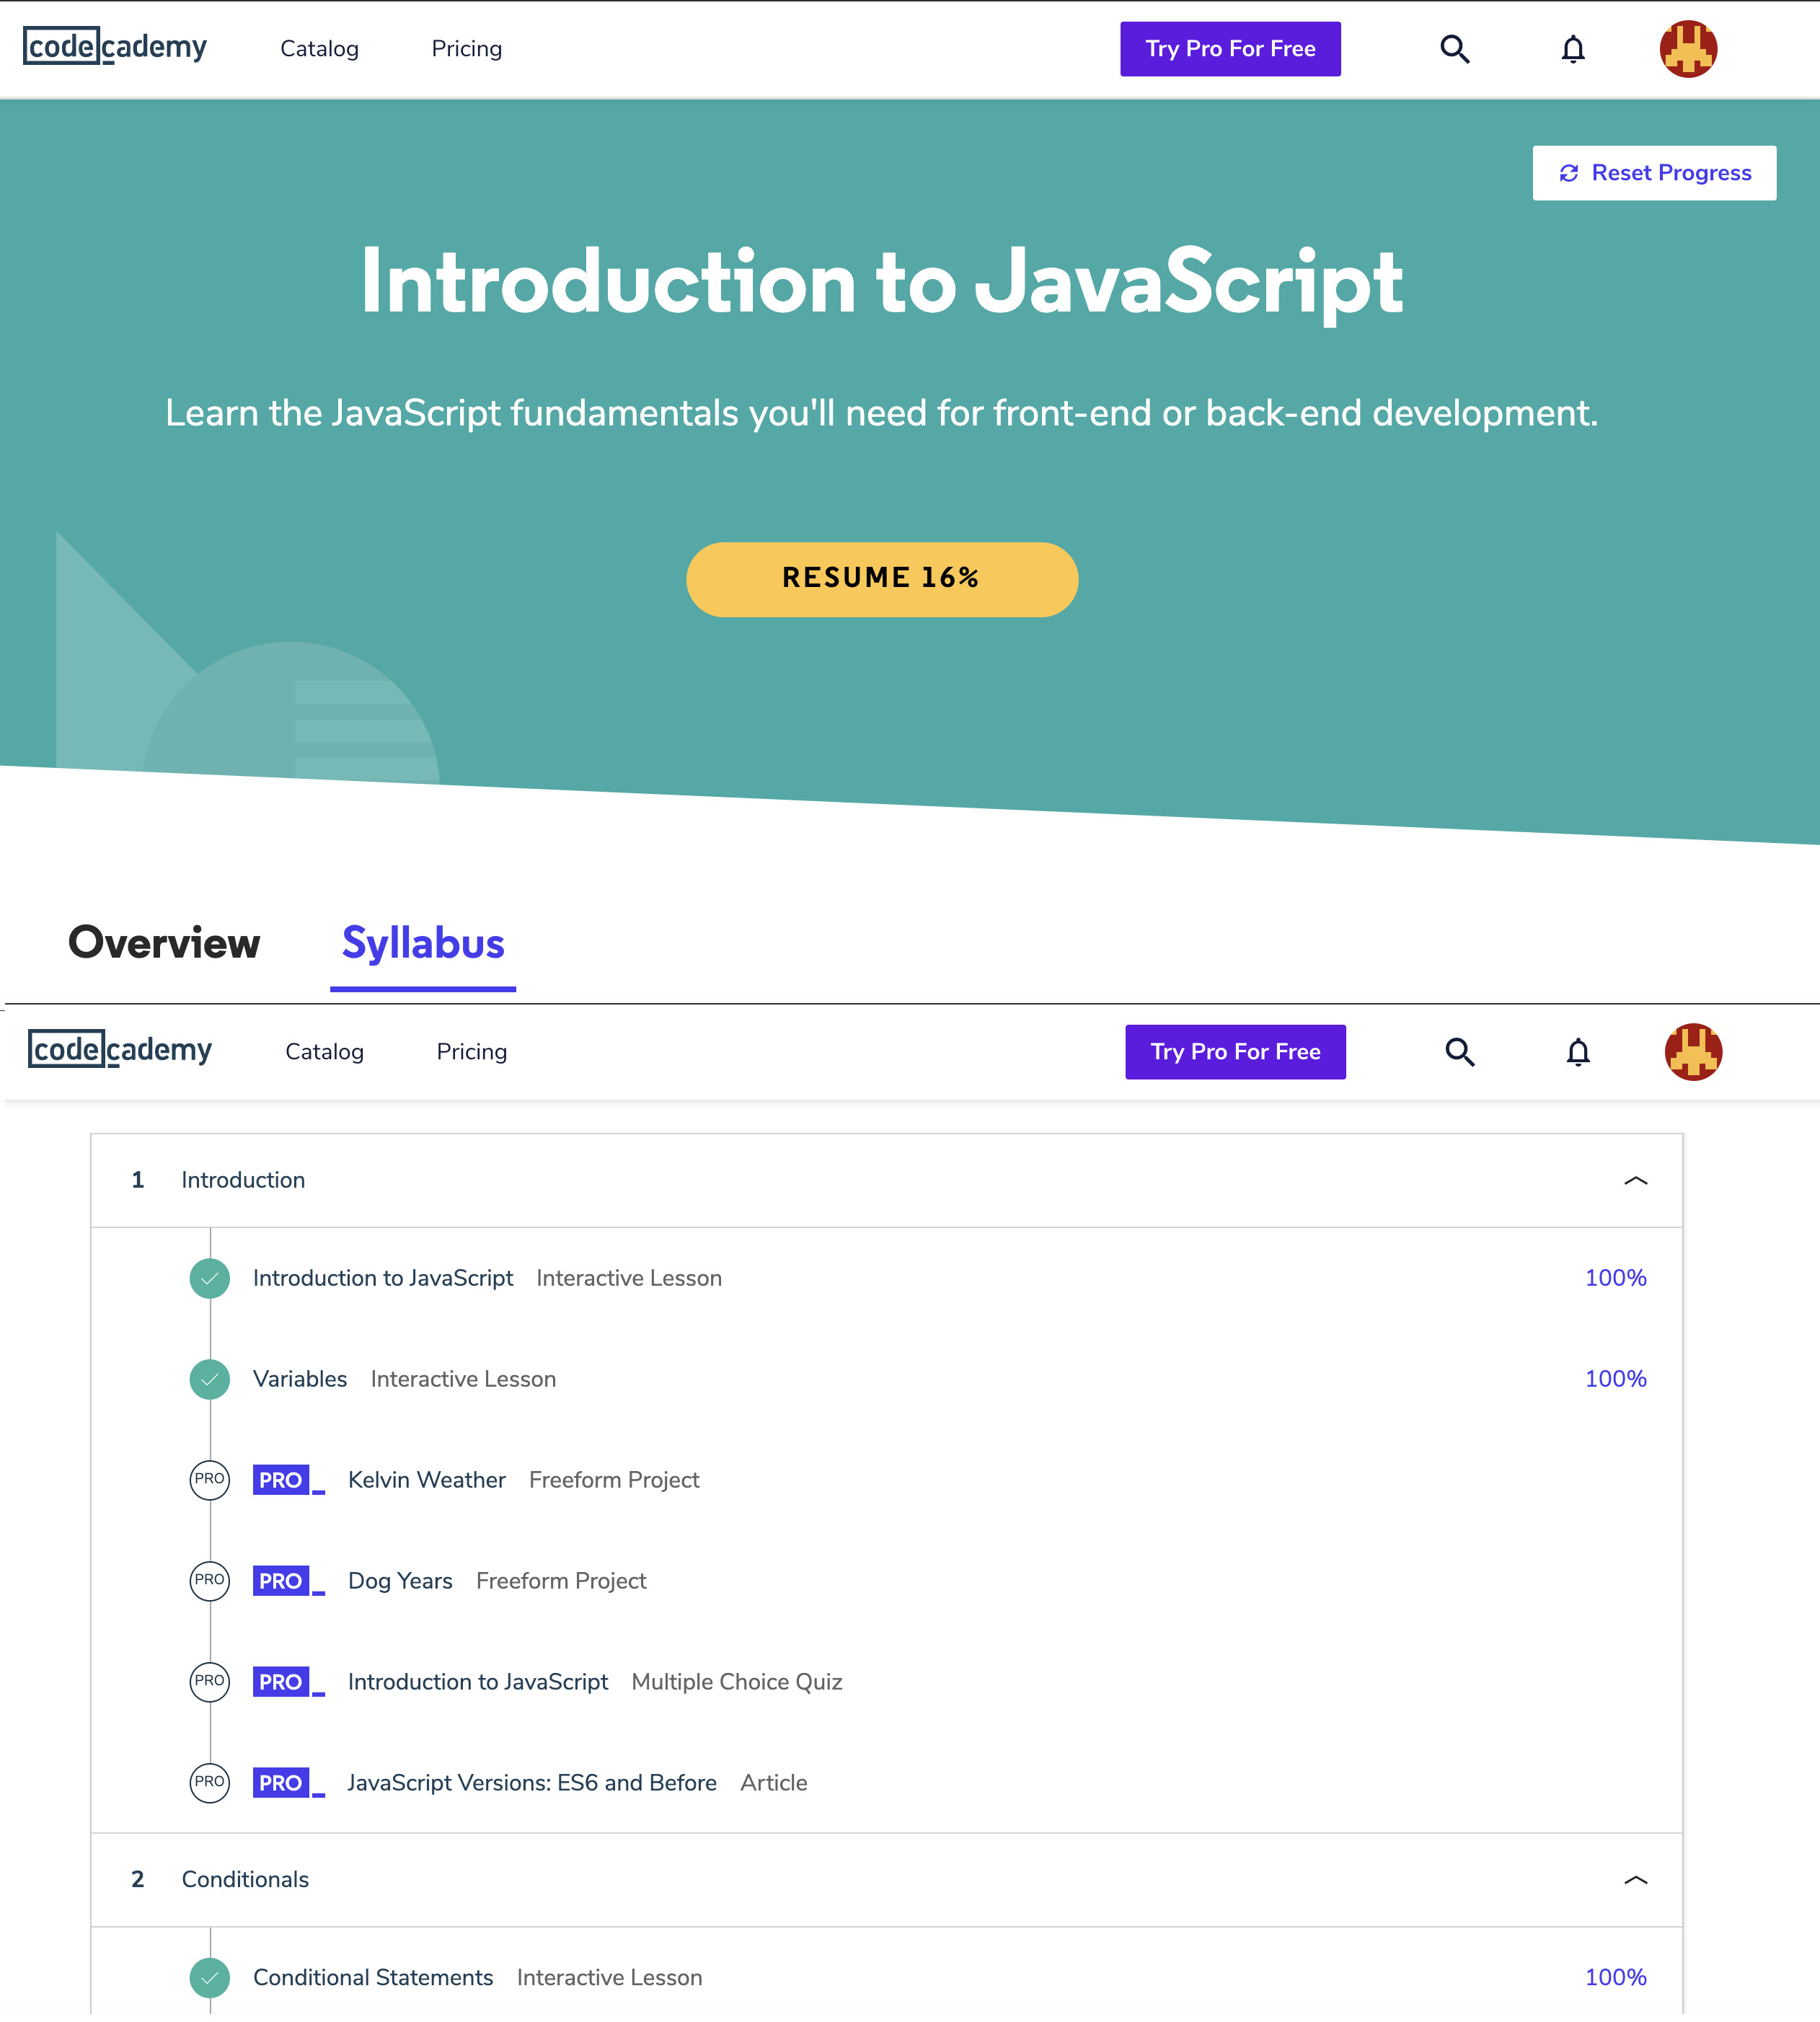 codecademy Catalog Pricing Try Pro For Free
Reset Progress
Introduction to JavaScript
Learn the JavaScript fundamentals you'll need for front-end or back-end development.
RESUME 16%
Overview Syllabus
codecademy Catalog Pricing Try Pro For Free
1 Introduction
Introduction to JavaScript Interactive Lesson 100%
Variables Interactive Lesson 100%
PRO PRO_ Kelvin Weather Freeform Project
PRO PRO_ Dog Years Freeform Project
PRO PRO_ Introduction to JavaScript Multiple Choice Quiz
PRO PRO_ JavaScript Versions: ES6 and Before Article
2 Conditionals
Conditional Statements Interactive Lesson 100%